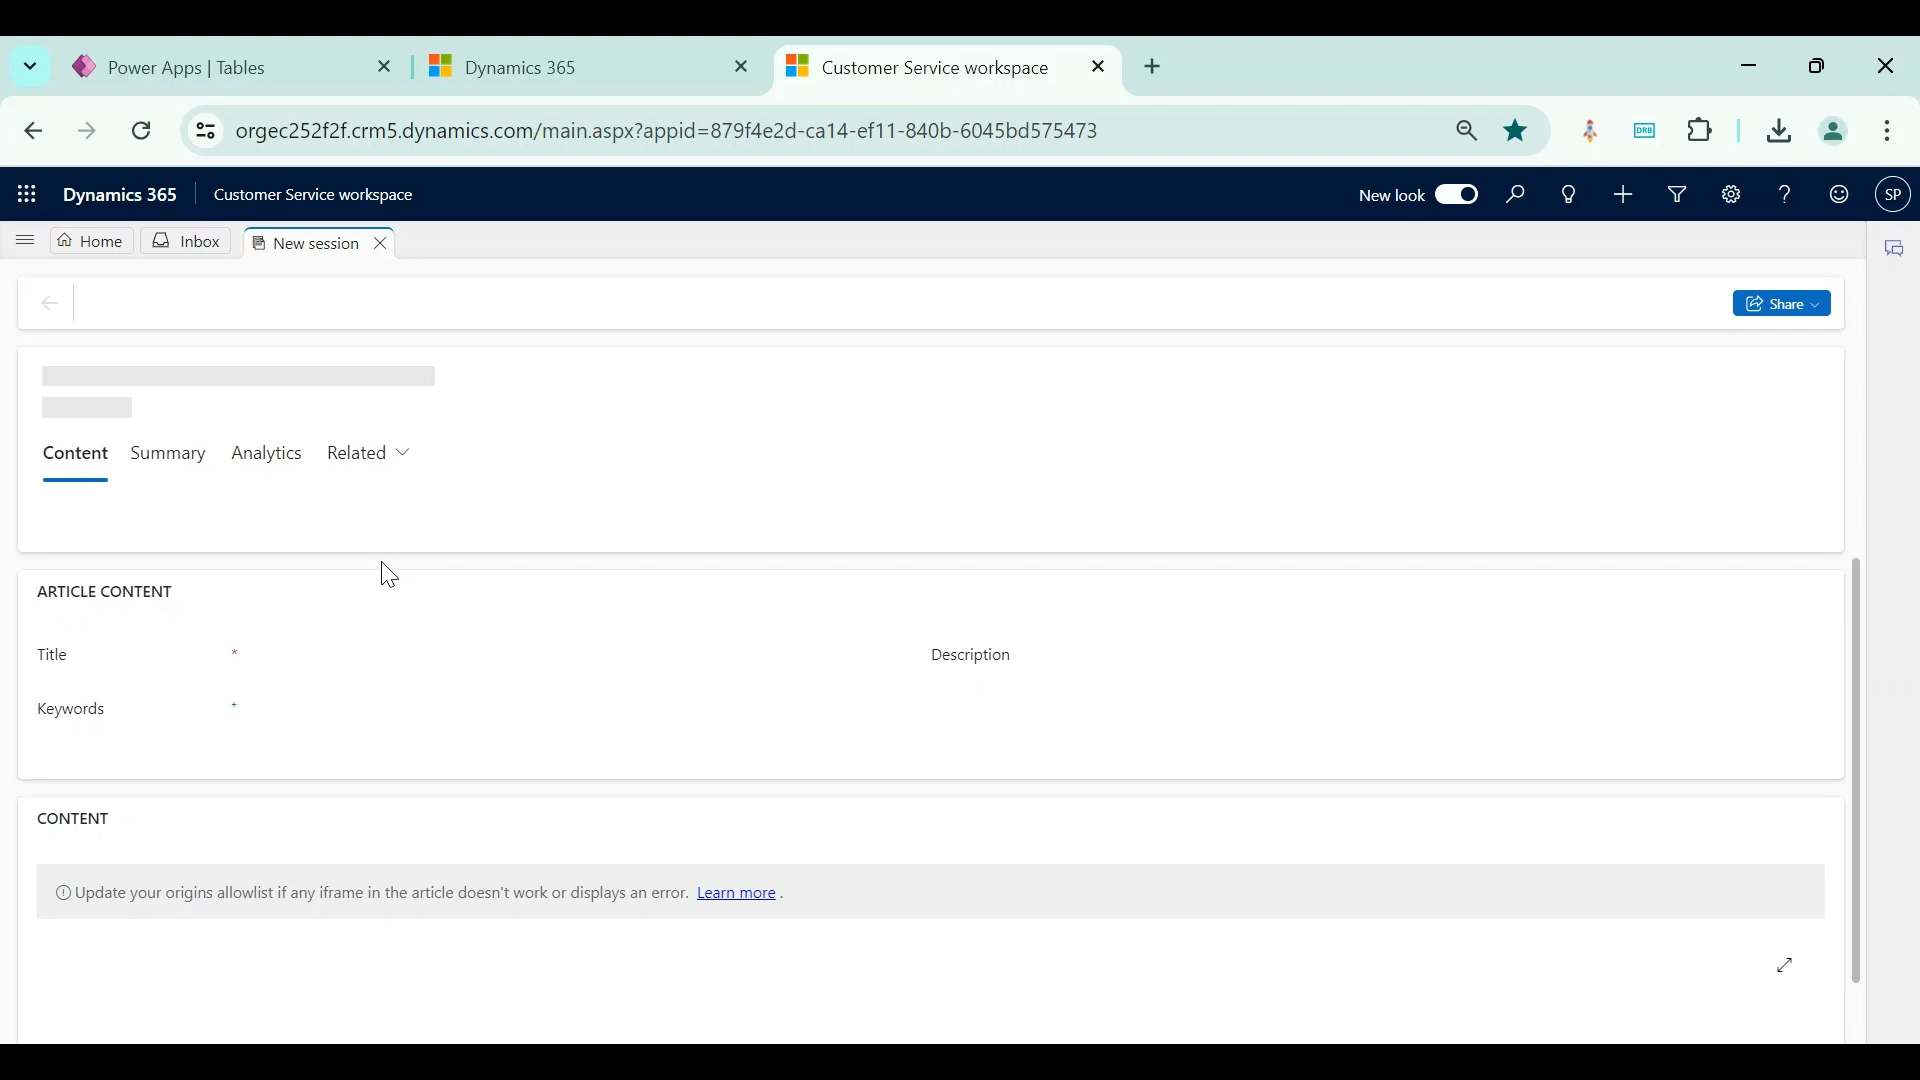 Power Apps | Tables
Dynamics 365
Customer Service workspace
orgec252f2f.crm5.dynamics.com/main.aspx?appid=879f4e2d-ca14-ef11-840b-6045bd575473
DRB
Dynamics 365
Customer Service workspace
New look
SP
Home
Inbox
New session
Share
Content
Summary
Analytics
Related
ARTICLE CONTENT
Title *
Description
Keywords +
CONTENT
Update your origins allowlist if any iframe in the article doesn't work or displays an error. Learn more .